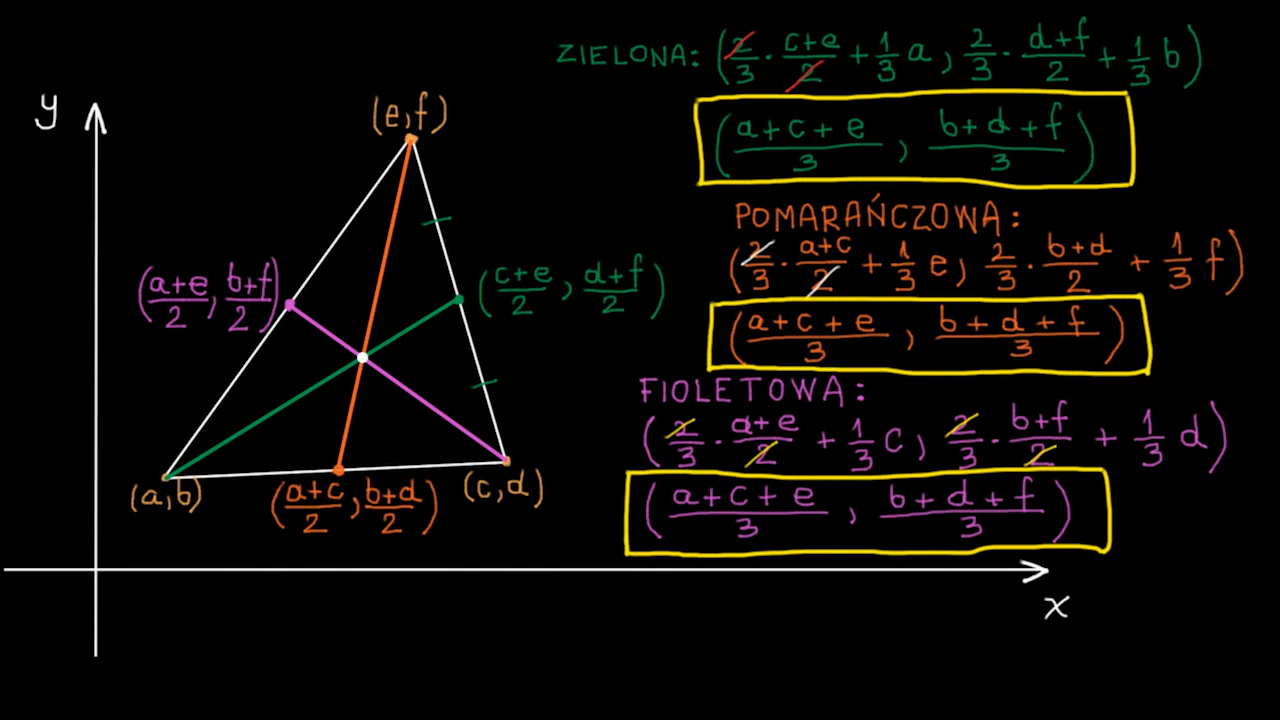 ZIELONA: (2/3 · (c+e)/2 + 1/3 a, 2/3 · (d+f)/2 + 1/3 b)
((a+c+e)/3, (b+d+f)/3)
POMARAŃCZOWA:
(2/3 · (a+c)/2 + 1/3 e, 2/3 · (b+d)/2 + 1/3 f)
((a+c+e)/3, (b+d+f)/3)
FIOLETOWA:
(2/3 · (a+e)/2 + 1/3 c, 2/3 · (b+f)/2 + 1/3 d)
((a+c+e)/3, (b+d+f)/3)
y
(e,f)
((a+e)/2, (b+f)/2)
((c+e)/2, (d+f)/2)
(a,b)
((a+c)/2, (b+d)/2)
(c,d)
x